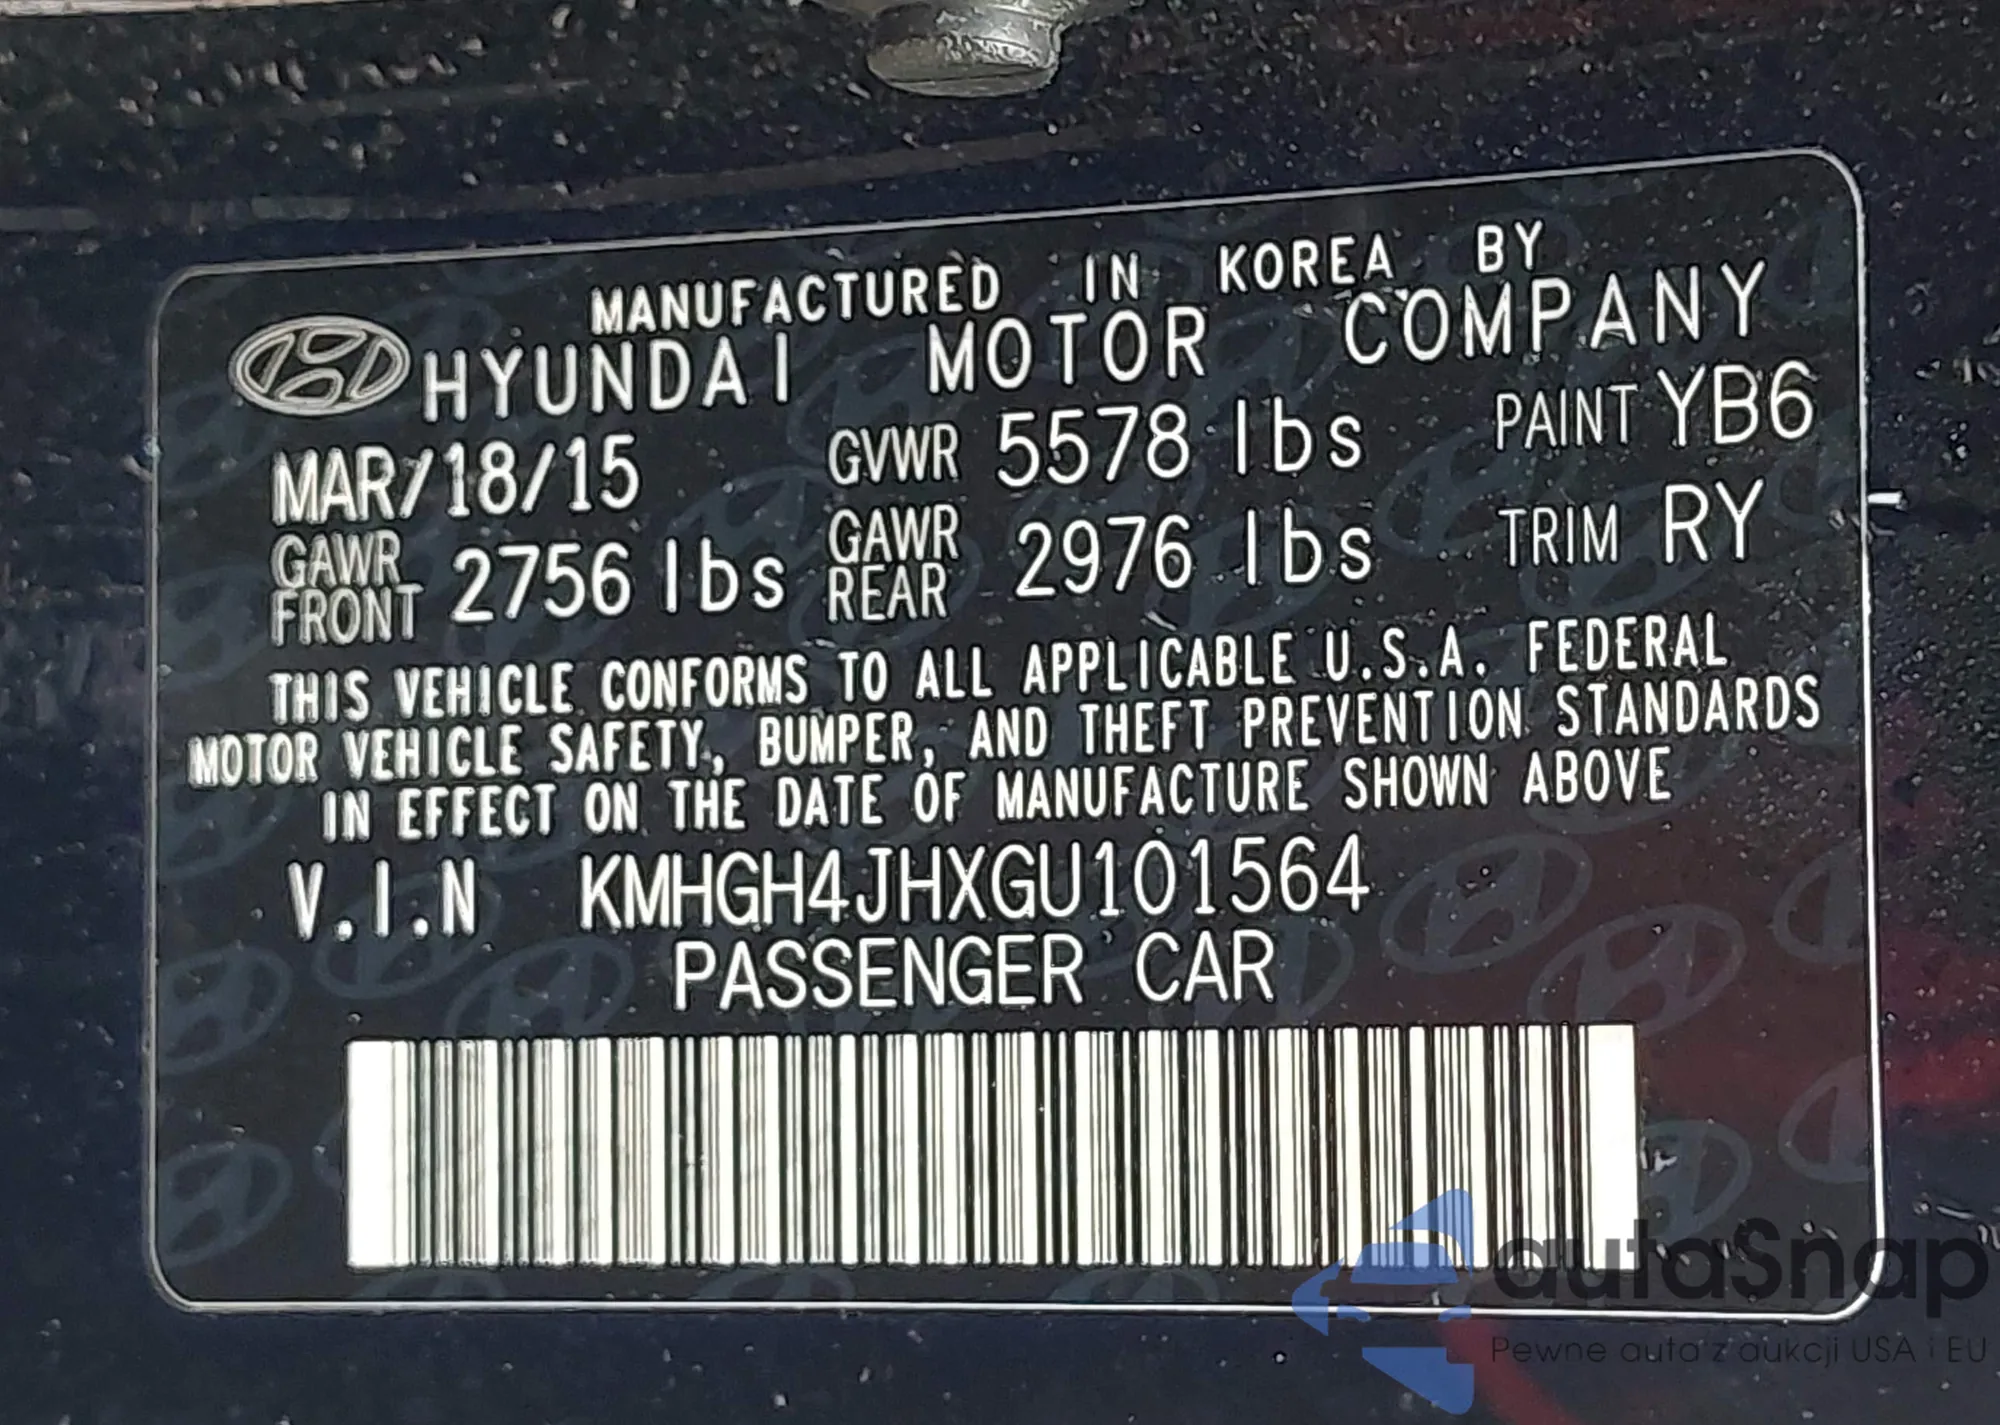 MANUFACTURED IN KOREA BY
HYUNDAI MOTOR COMPANY
MAR/18/15 GVWR 5578 lbs PAINT YB6
GAWR FRONT 2756 lbs GAWR REAR 2976 lbs TRIM RY
THIS VEHICLE CONFORMS TO ALL APPLICABLE U.S.A. FEDERAL
MOTOR VEHICLE SAFETY, BUMPER, AND THEFT PREVENTION STANDARDS
IN EFFECT ON THE DATE OF MANUFACTURE SHOWN ABOVE
V.I.N KMHGH4JHXGU101564
PASSENGER CAR
autaSnap
Pewne auta z aukcji USA i EU